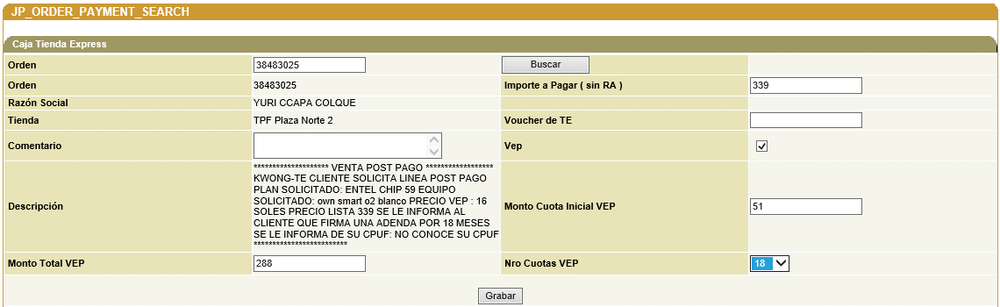 JP_ORDER_PAYMENT_SEARCH
Caja Tienda Express
Orden 38483025 Buscar
Orden 38483025 Importe a Pagar ( sin RA ) 339
Razón Social YURI CCAPA COLQUE
Tienda TPF Plaza Norte 2 Voucher de TE
Comentario Vep
Descripción
******************** VENTA POST PAGO ******************
KWONG-TE CLIENTE SOLICITA LINEA POST PAGO
PLAN SOLICITADO: ENTEL CHIP 59 EQUIPO
SOLICITADO: own smart o2 blanco PRECIO VEP : 16
SOLES PRECIO LISTA 339 SE LE INFORMA AL
CLIENTE QUE FIRMA UNA ADENDA POR 18 MESES
SE LE INFORMA DE SU CPUF: NO CONOCE SU CPUF
*************************
Monto Cuota Inicial VEP 51
Monto Total VEP 288 Nro Cuotas VEP 18
Grabar